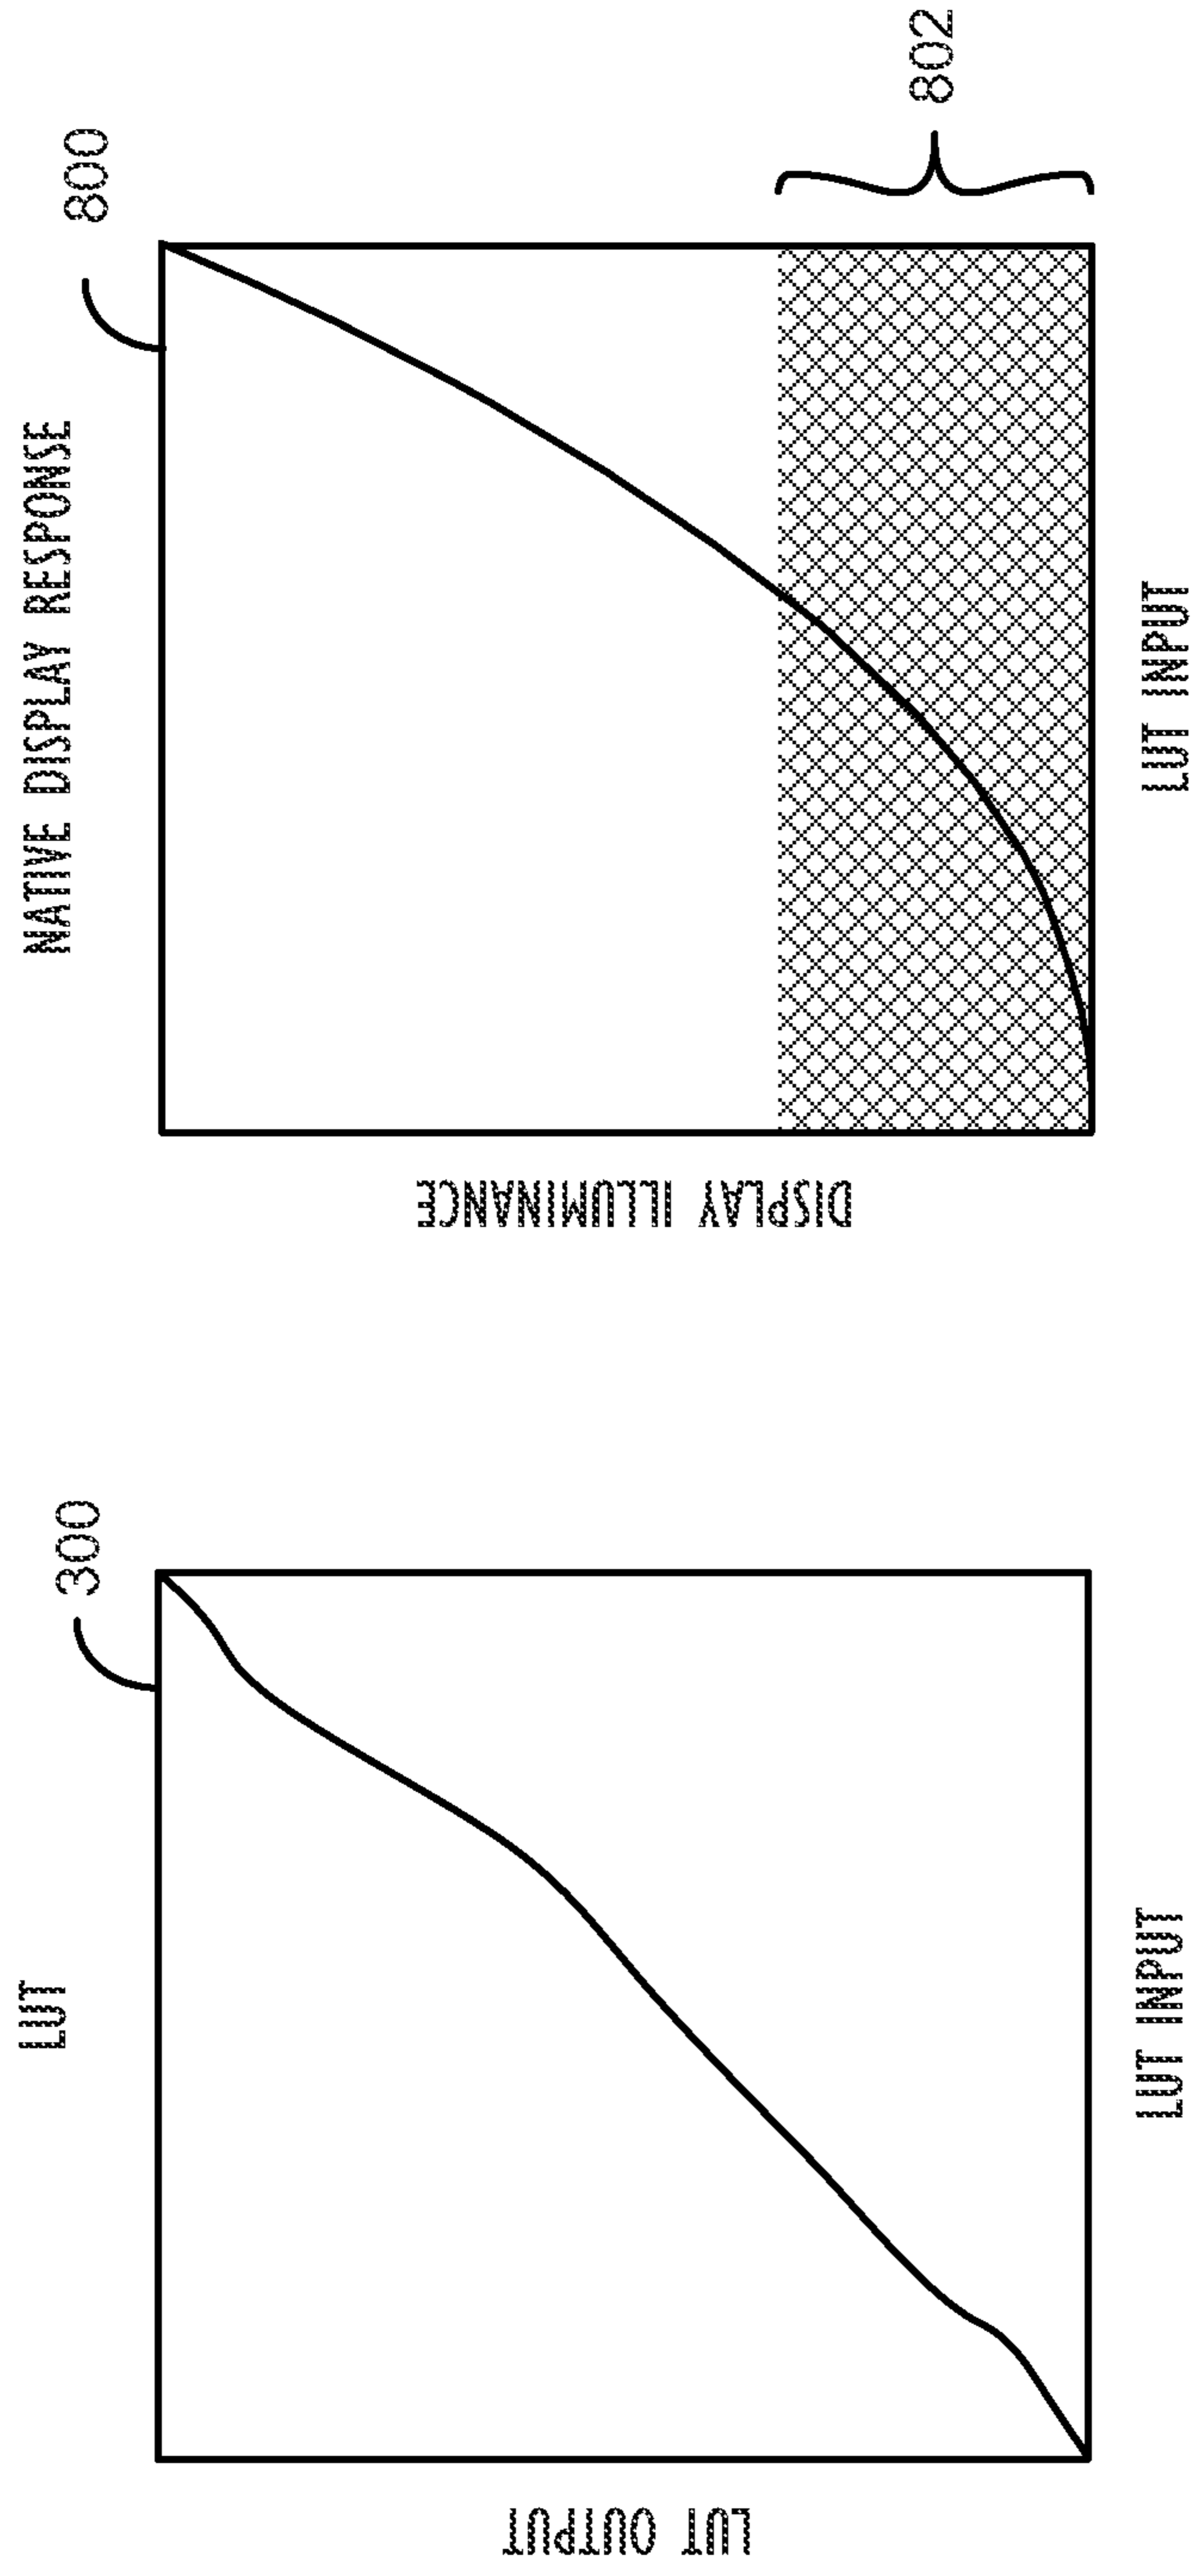 LUT
300
LUT OUTPUT
LUT INPUT
NATIVE DISPLAY RESPONSE
800
DISPLAY ILLUMINANCE
802
LUT INPUT